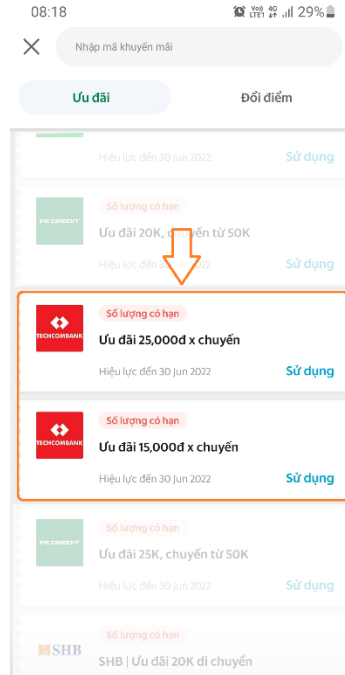 08:18
Voo) 4G
LTE1
29%
Nhập mã khuyến mãi
Ưu đãi
Đổi điểm
Hiệu lực đến 30 Jun 2022
Sử dụng
Số lượng có hạn
FE CREDIT
Ưu đãi 20K, chuyến từ 50K
Hiệu lực đến 30 Jun 2022
Sử dụng
Số lượng có hạn
TECHCOMBANK
Ưu đãi 25,000đ x chuyến
Hiệu lực đến 30 Jun 2022
Sử dụng
Số lượng có hạn
TECHCOMBANK
Ưu đãi 15,000đ x chuyến
Hiệu lực đến 30 Jun 2022
Sử dụng
Số lượng có hạn
FE CREDIT
Ưu đãi 25K, chuyến từ 50K
Hiệu lực đến 30 Jun 2022
Sử dụng
Số lượng có hạn
SHB
SHB | Ưu đãi 20K di chuyển